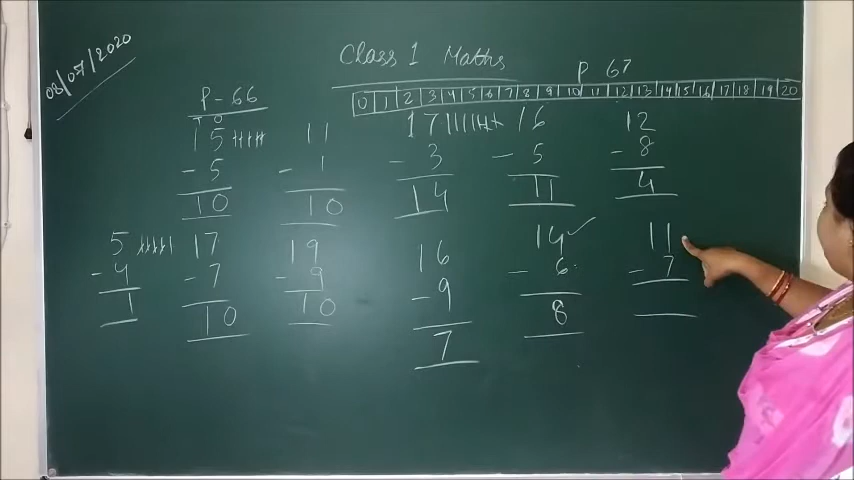 08/07/2020
Class 1 Maths
P-66
P 67
0 1 2 3 4 5 6 7 8 9 10 11 12 13 14 15 16 17 18 19 20
T O
15 11 17 16 12
- 5 - 1 - 3 - 5 - 8
10 10 14 11 4
5 17 19 16 14 ✓ 11
- 4 - 7 - 9 - 9 - 6 - 7
1 10 10 7 8